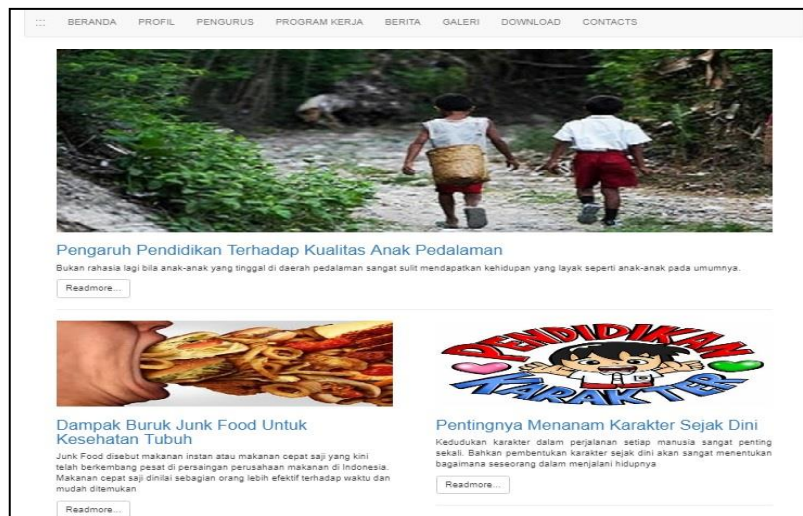 ::: BERANDA PROFIL PENGURUS PROGRAM KERJA BERITA GALERI DOWNLOAD CONTACTS
Pengaruh Pendidikan Terhadap Kualitas Anak Pedalaman
Bukan rahasia lagi bila anak-anak yang tinggal di daerah pedalaman sangat sulit mendapatkan kehidupan yang layak seperti anak-anak pada umumnya.
Readmore...
Dampak Buruk Junk Food Untuk
Kesehatan Tubuh
Junk Food disebut makanan instan atau makanan cepat saji yang kini
telah berkembang pesat di persaingan perusahaan makanan di Indonesia.
Makanan cepat saji dinilai sebagian orang lebih efektif terhadap waktu dan
mudah ditemukan
Readmore...
PENDIDIKAN
KARAKTER
Pentingnya Menanam Karakter Sejak Dini
Kedudukan karakter dalam perjalanan setiap manusia sangat penting
sekali. Bahkan pembentukan karakter sejak dini akan sangat menentukan
bagaimana seseorang dalam menjalani hidupnya
Readmore...